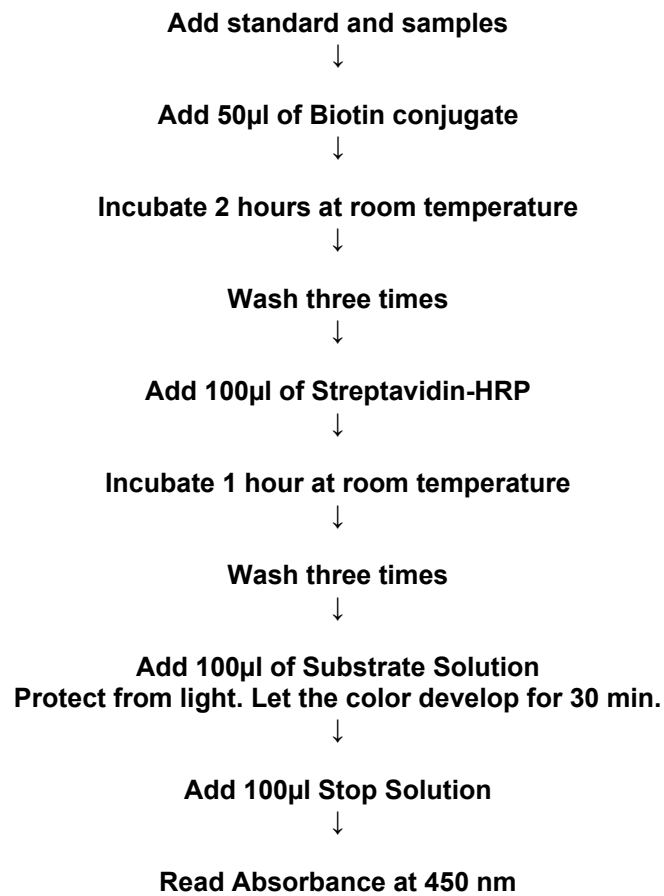 Add standard and samples
↓
Add 50µl of Biotin conjugate
↓
Incubate 2 hours at room temperature
↓
Wash three times
↓
Add 100µl of Streptavidin-HRP
↓
Incubate 1 hour at room temperature
↓
Wash three times
↓
Add 100µl of Substrate Solution
Protect from light. Let the color develop for 30 min.
↓
Add 100µl Stop Solution
↓
Read Absorbance at 450 nm